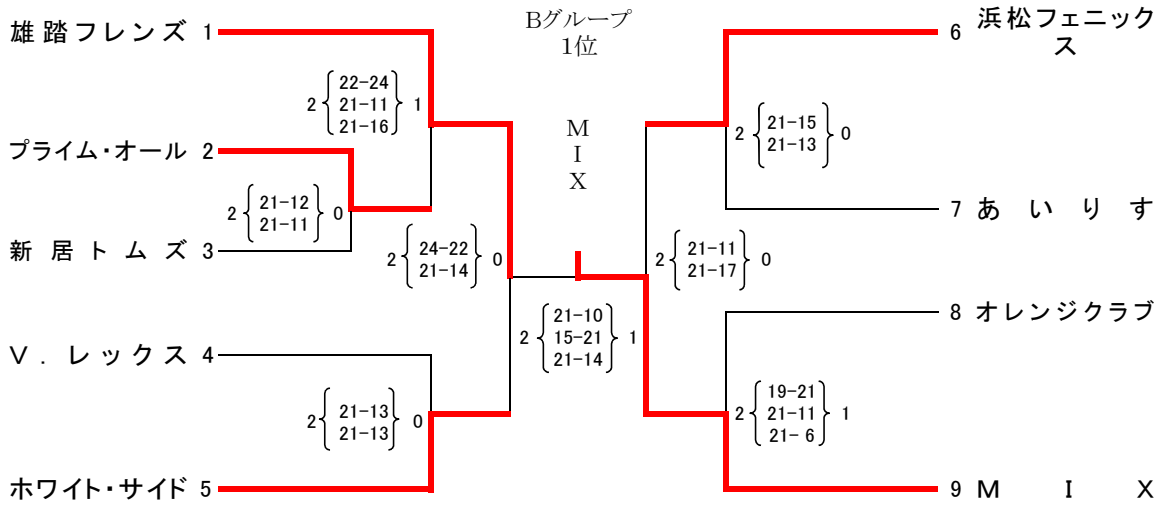 Bグループ
1位
MIX
雄踏フレンズ 1
2 22-24 21-11 21-16 1
プライム・オール 2
2 21-12 21-11 0
新居トムズ 3
2 24-22 21-14 0
V．レックス 4
2 21-13 21-13 0
ホワイト・サイド 5
2 21-10 15-21 21-14 1
6 浜松フェニックス
2 21-15 21-13 0
7 あいりす
2 21-11 21-17 0
8 オレンジクラブ
2 19-21 21-11 21-6 1
9 MIX